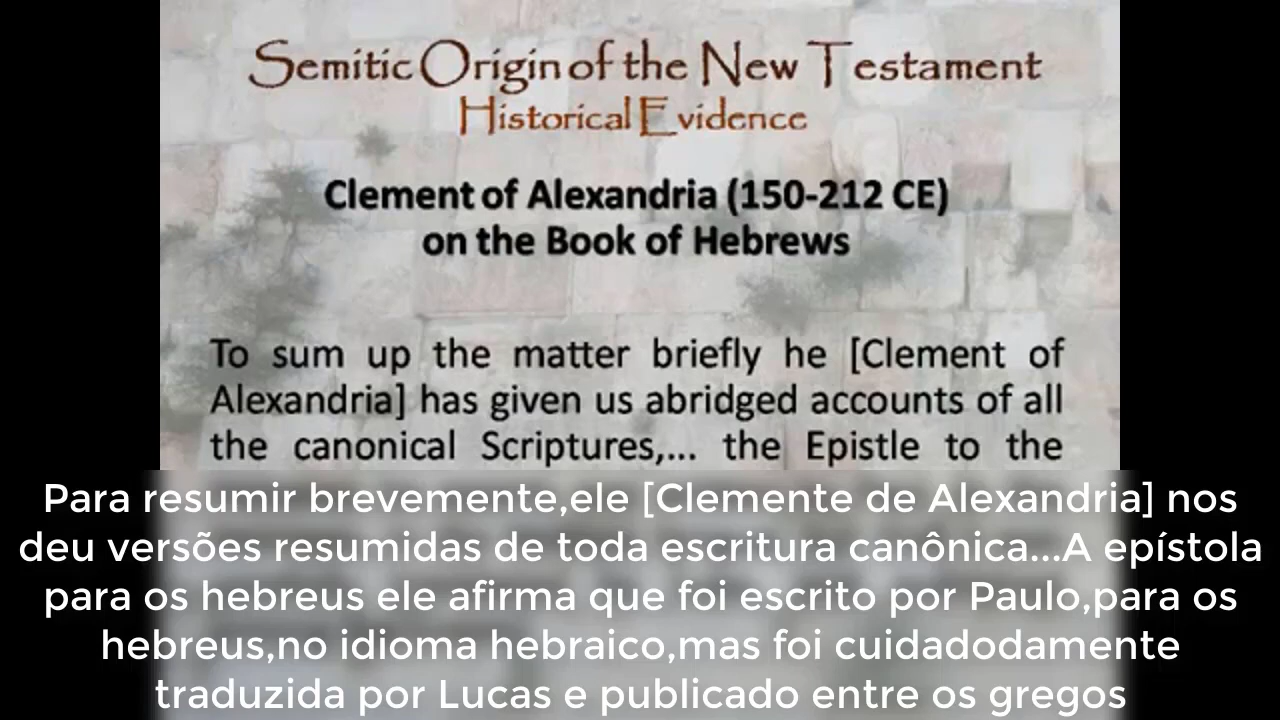 Semitic Origin of the New Testament
Historical Evidence
Clement of Alexandria (150-212 CE)
on the Book of Hebrews
To sum up the matter briefly he [Clement of
Alexandria] has given us abridged accounts of all
the canonical Scriptures,... the Epistle to the
Para resumir brevemente,ele [Clemente de Alexandria] nos
deu versões resumidas de toda escritura canônica...A epístola
para os hebreus ele afirma que foi escrito por Paulo,para os
hebreus,no idioma hebraico,mas foi cuidadodamente
traduzida por Lucas e publicado entre os gregos